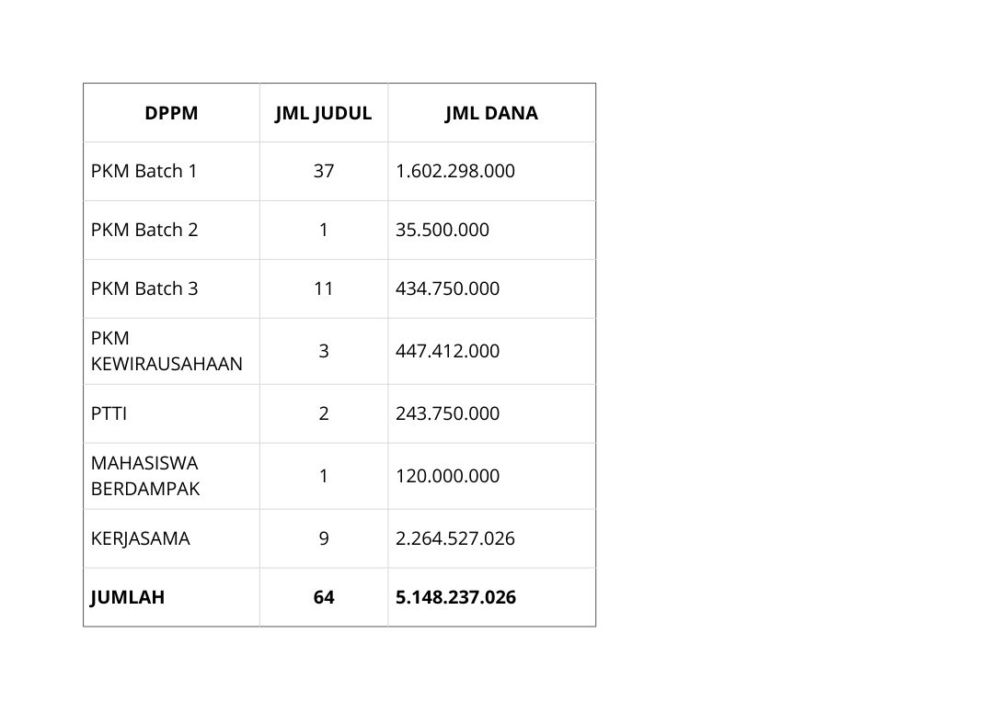 DPPM JML JUDUL JML DANA
PKM Batch 1 37 1.602.298.000
PKM Batch 2 1 35.500.000
PKM Batch 3 11 434.750.000
PKM
KEWIRAUSAHAAN 3 447.412.000
PTTI 2 243.750.000
MAHASISWA
BERDAMPAK 1 120.000.000
KERJASAMA 9 2.264.527.026
JUMLAH 64 5.148.237.026